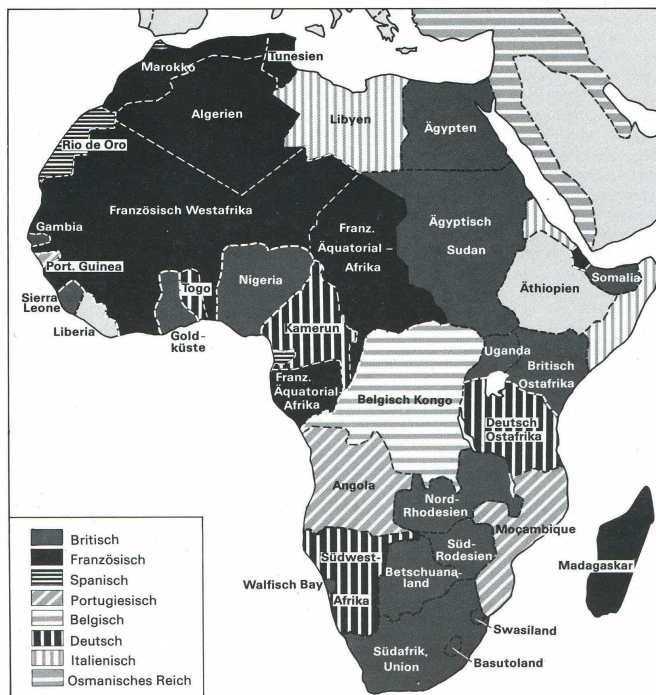 Marokko
Tunesien
Algerien
Libyen
Ägypten
Rio de Oro
Französisch Westafrika
Franz.
Äquatorial –
Afrika
Ägyptisch
Sudan
Gambia
Port. Guinea
Sierra
Leone
Liberia
Togo
Gold-
küste
Nigeria
Kamerun
Äthiopien
Somalia
Franz.
Äquatorial-
Afrika
Belgisch Kongo
Uganda
Britisch
Ostafrika
Deutsch
Ostafrika
Angola
Nord-
Rhodesien
Moçambique
Süd-
Rodesien
Südwest-
Afrika
Betschuana-
land
Walfisch Bay
Madagaskar
Swasiland
Basutoland
Südafrik.
Union
Britisch
Französisch
Spanisch
Portugiesisch
Belgisch
Deutsch
Italienisch
Osmanisches Reich